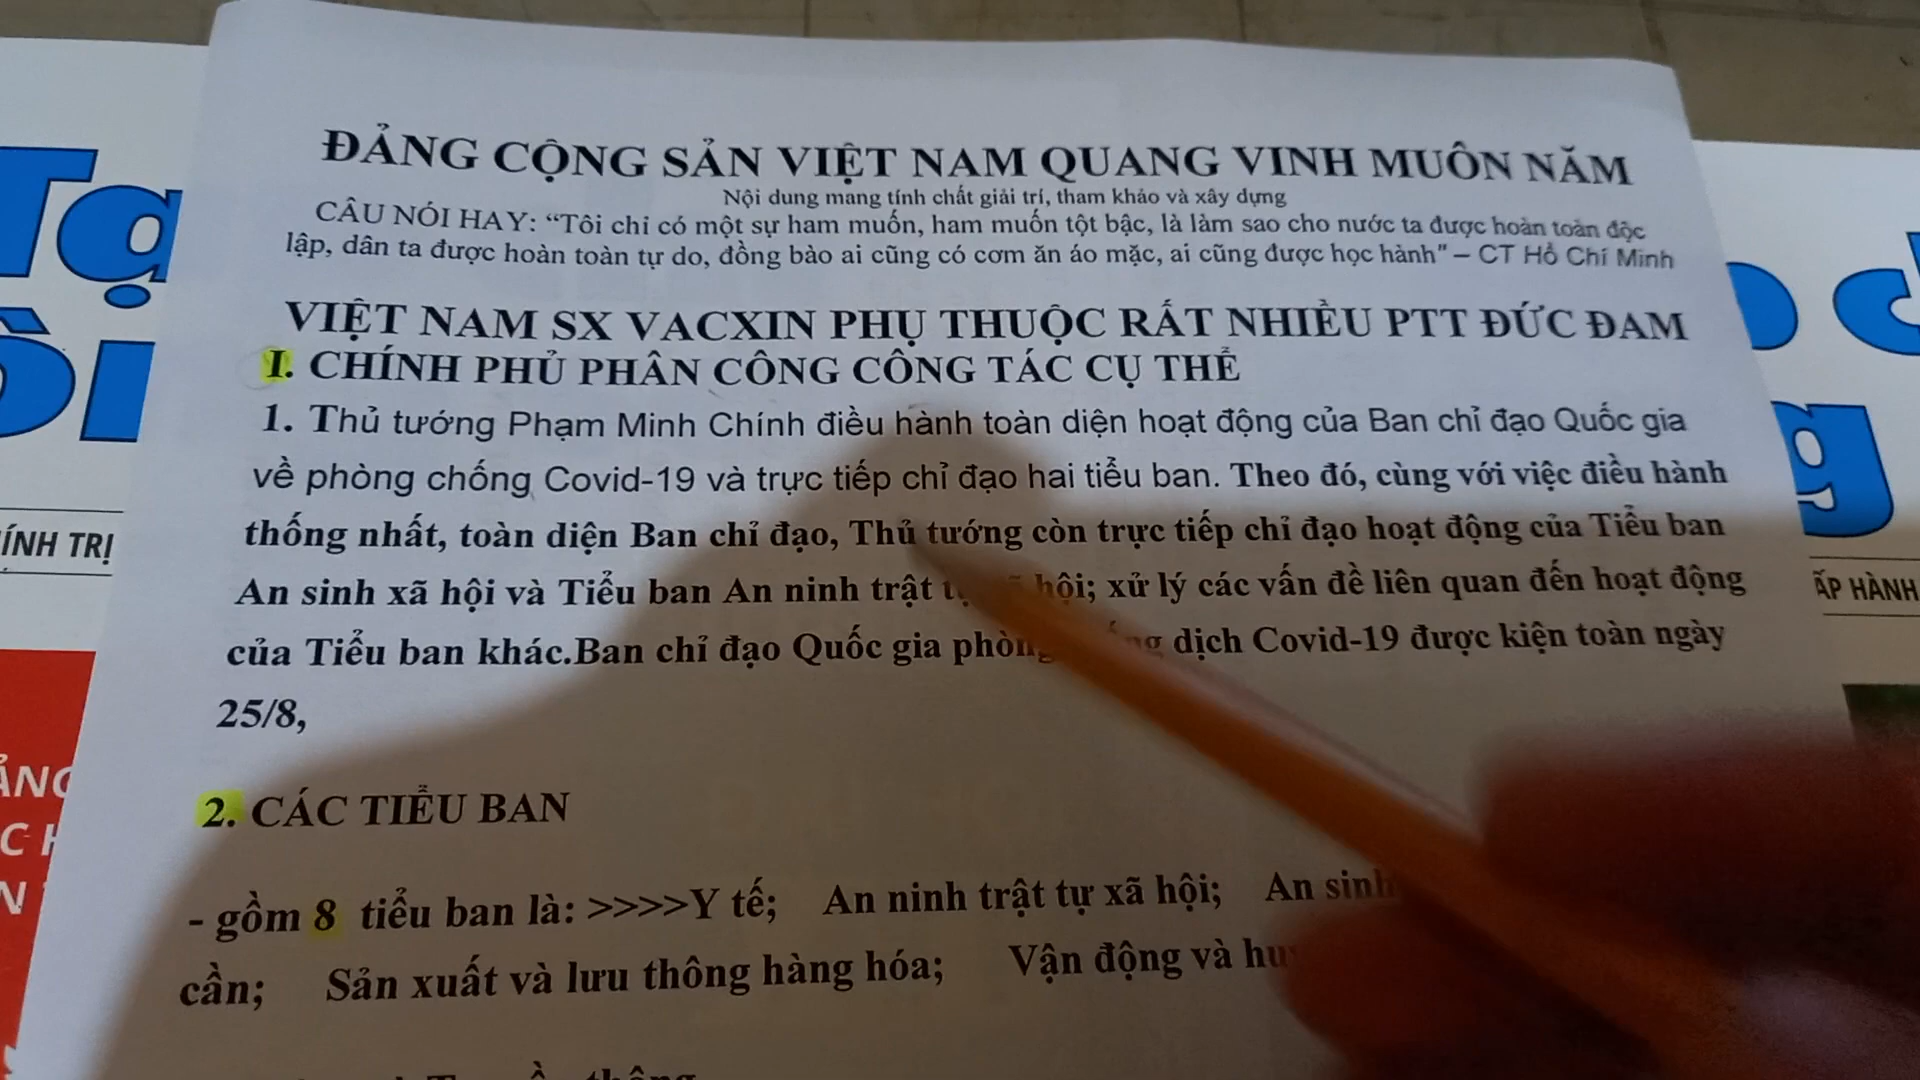 ĐẢNG CỘNG SẢN VIỆT NAM QUANG VINH MUÔN NĂM
Nội dung mang tính chất giải trí, tham khảo và xây dựng
CÂU NÓI HAY: “Tôi chỉ có một sự ham muốn, ham muốn tột bậc, là làm sao cho nước ta được hoàn toàn độc
lập, dân ta được hoàn toàn tự do, đồng bào ai cũng có cơm ăn áo mặc, ai cũng được học hành" – CT Hồ Chí Minh
VIỆT NAM SX VACXIN PHỤ THUỘC RẤT NHIỀU PTT ĐỨC ĐAM
I. CHÍNH PHỦ PHÂN CÔNG CÔNG TÁC CỤ THỂ
1. Thủ tướng Phạm Minh Chính điều hành toàn diện hoạt động của Ban chỉ đạo Quốc gia
về phòng chống Covid-19 và trực tiếp chỉ đạo hai tiểu ban. Theo đó, cùng với việc điều hành
thống nhất, toàn diện Ban chỉ đạo, Thủ tướng còn trực tiếp chỉ đạo hoạt động của Tiểu ban
An sinh xã hội và Tiểu ban An ninh trật hội; xử lý các vấn đề liên quan đến hoạt động
của Tiểu ban khác.Ban chỉ đạo Quốc gia dịch Covid-19 được kiện toàn ngày
25/8,
2. CÁC TIỂU BAN
- gồm 8 tiểu ban là: >>>>Y tế; An ninh trật tự xã hội; An
cần; Sản xuất và lưu thông hàng hóa; Vận động và
ÍNH TRỊ
ẤP HÀNH